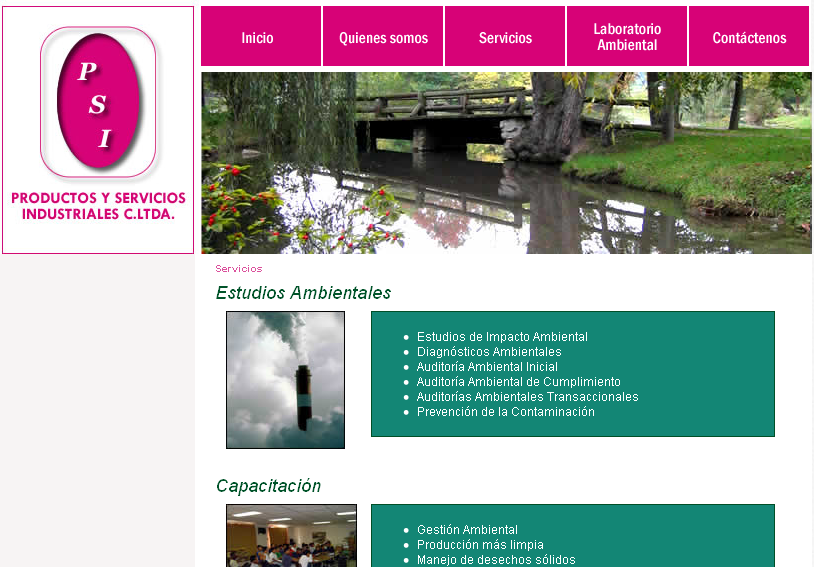 P
S
I
PRODUCTOS Y SERVICIOS
INDUSTRIALES C.LTDA.
Inicio
Quienes somos
Servicios
Laboratorio
Ambiental
Contáctenos
Servicios
Estudios Ambientales
Estudios de Impacto Ambiental
Diagnósticos Ambientales
Auditoría Ambiental Inicial
Auditoría Ambiental de Cumplimiento
Auditorías Ambientales Transaccionales
Prevención de la Contaminación
Capacitación
Gestión Ambiental
Producción más limpia
Manejo de desechos sólidos